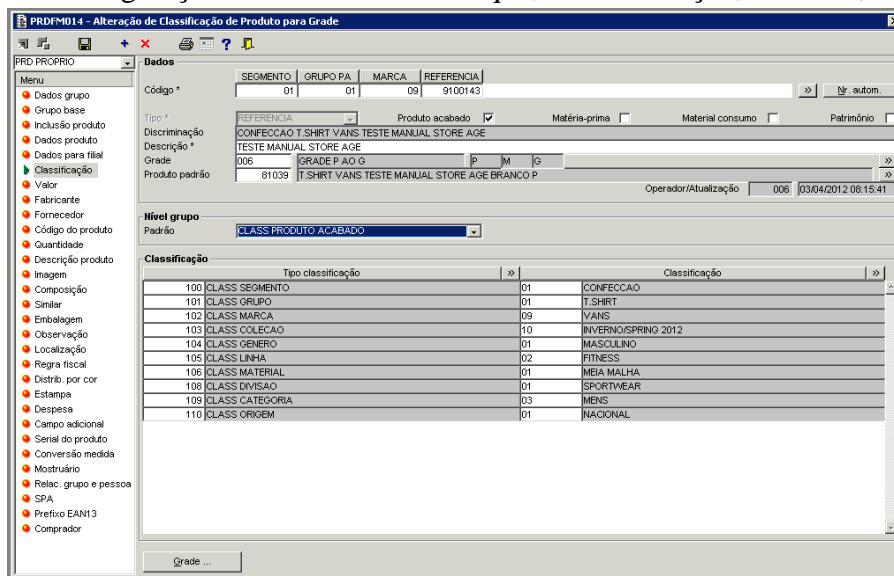 PRDFM014 - Alteração de Classificação de Produto para Grade
PRD PROPRIO
Menu
Dados grupo
Grupo base
Inclusão produto
Dados produto
Dados para filial
Classificação
Valor
Fabricante
Fornecedor
Código do produto
Quantidade
Descrição produto
Imagem
Composição
Similar
Embalagem
Observação
Localização
Regra fiscal
Distrib. por cor
Estampa
Despesa
Campo adicional
Serial do produto
Conversão medida
Mostruário
Relac. grupo e pessoa
SPA
Prefixo EAN13
Comprador
Dados
SEGMENTO GRUPO PA MARCA REFERENCIA
Código * 01 01 09 9100143 » Nr. autom.
Tipo * REFERENCIA Produto acabado Matéria-prima Material consumo Patrimônio
Discriminação CONFECCAO T.SHIRT VANS TESTE MANUAL STORE AGE
Descrição * TESTE MANUAL STORE AGE
Grade 006 GRADE P AO G P M G »
Produto padrão 81039 T.SHIRT VANS TESTE MANUAL STORE AGE BRANCO P »
Operador/Atualização 006 03/04/2012 08:15:41
Nível grupo
Padrão CLASS PRODUTO ACABADO
Classificação
Tipo classificação » Classificação »
100 CLASS SEGMENTO 01 CONFECCAO
101 CLASS GRUPO 01 T.SHIRT
102 CLASS MARCA 09 VANS
103 CLASS COLECAO 10 INVERNO/SPRING 2012
104 CLASS GENERO 01 MASCULINO
105 CLASS LINHA 02 FITNESS
106 CLASS MATERIAL 01 MEIA MALHA
108 CLASS DIVISAO 01 SPORTWEAR
109 CLASS CATEGORIA 03 MENS
110 CLASS ORIGEM 01 NACIONAL
Grade ...